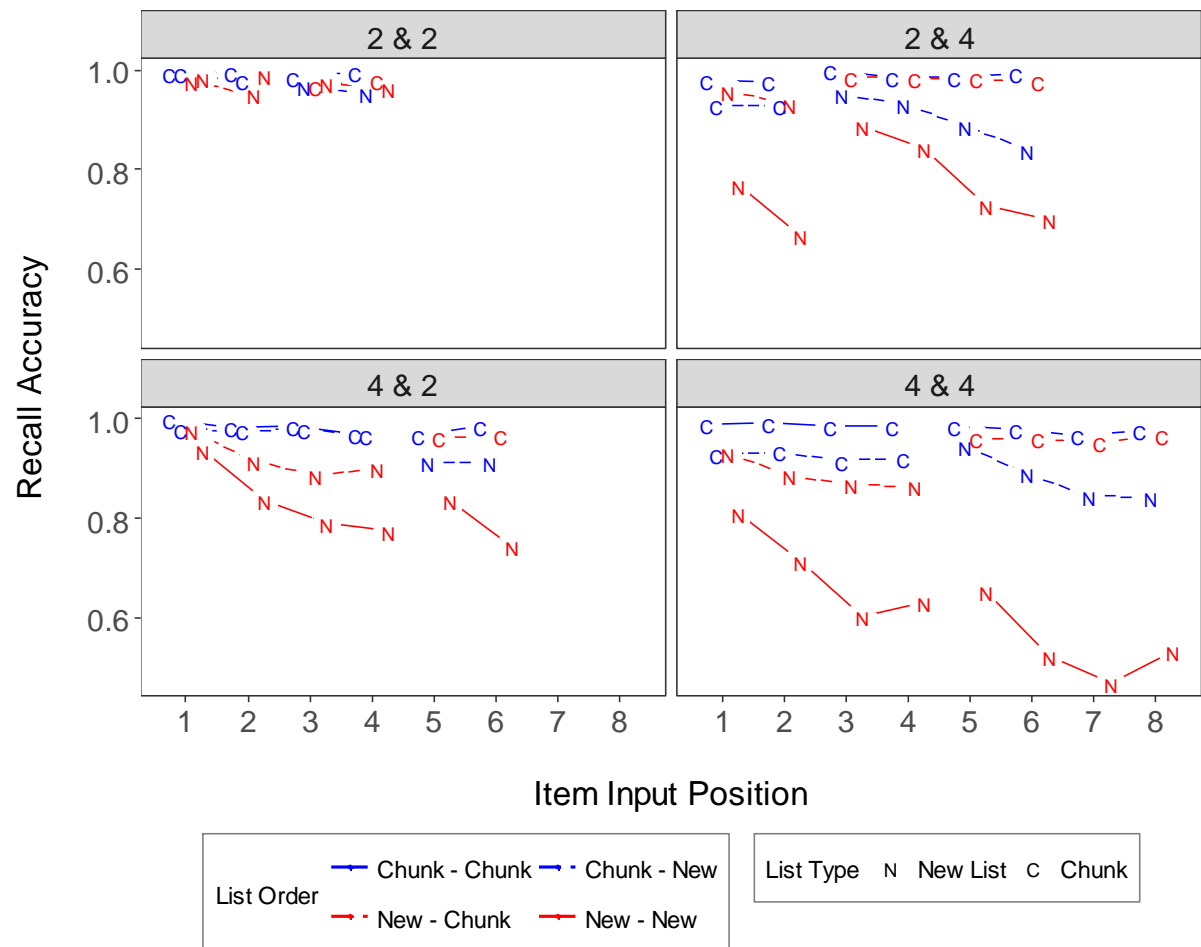 2 & 2
2 & 4
1.0
0.8
0.6
C C N N C C N N C N C C N C C N N
C C N N C C N N C N C N C N C N C N C N C N
4 & 2
4 & 4
1.0
0.8
0.6
C C N N C C N N C C N N C C N N C N C N C N C N
C C N N C C N N C C N N C C N N C N C N C N C N C N C N C N C N
1 2 3 4 5 6 7 8
1 2 3 4 5 6 7 8
Recall Accuracy
Item Input Position
List Order
Chunk - Chunk
Chunk - New
New - Chunk
New - New
List Type N New List C Chunk